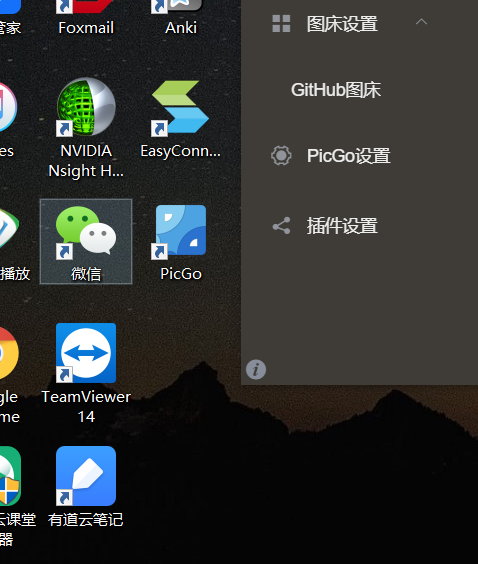 管家
Foxmail
Anki
图床设置
GitHub图床
es
NVIDIA
Nsight H...
EasyConn...
PicGo设置
插件设置
播放
微信
PicGo
gle
me
TeamViewer
14
云课堂
器
有道云笔记